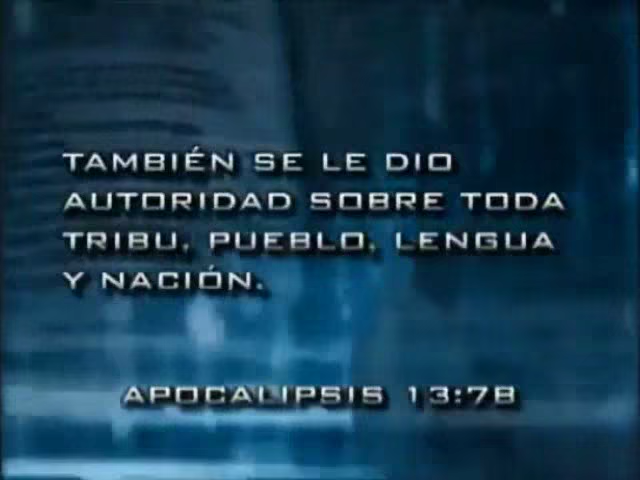 TAMBIÉN SE LE DIO
AUTORIDAD SOBRE TODA
TRIBU, PUEBLO, LENGUA
Y NACIÓN.
APOCALIPSIS 13:7B